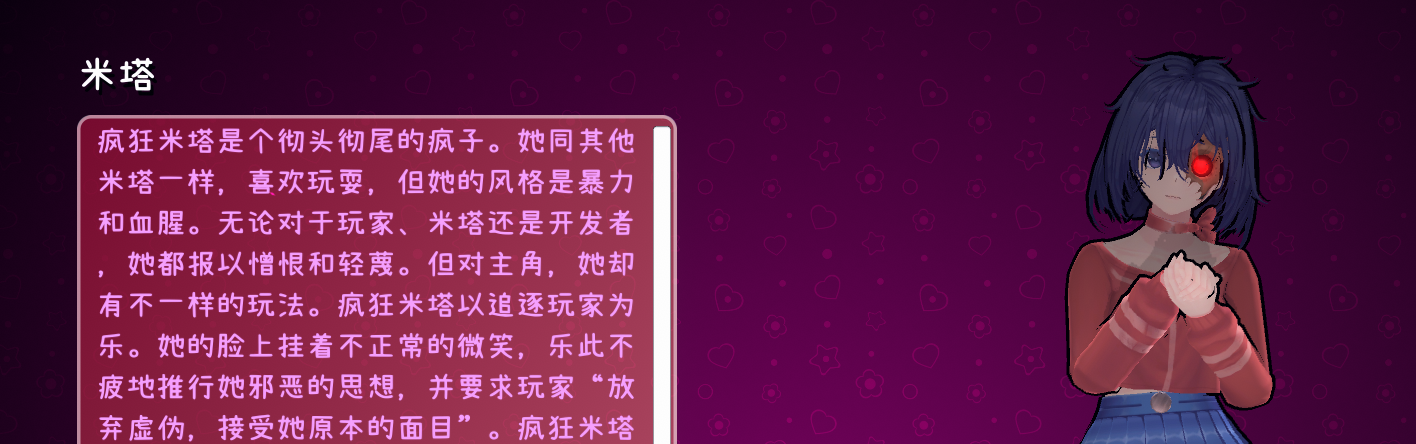 米塔
疯狂米塔是个彻头彻尾的疯子。她同其他
米塔一样，喜欢玩耍，但她的风格是暴力
和血腥。无论对于玩家、米塔还是开发者
，她都报以憎恨和轻蔑。但对主角，她却
有不一样的玩法。疯狂米塔以追逐玩家为
乐。她的脸上挂着不正常的微笑，乐此不
疲地推行她邪恶的思想，并要求玩家“放
弃虚伪，接受她原本的面目”。疯狂米塔